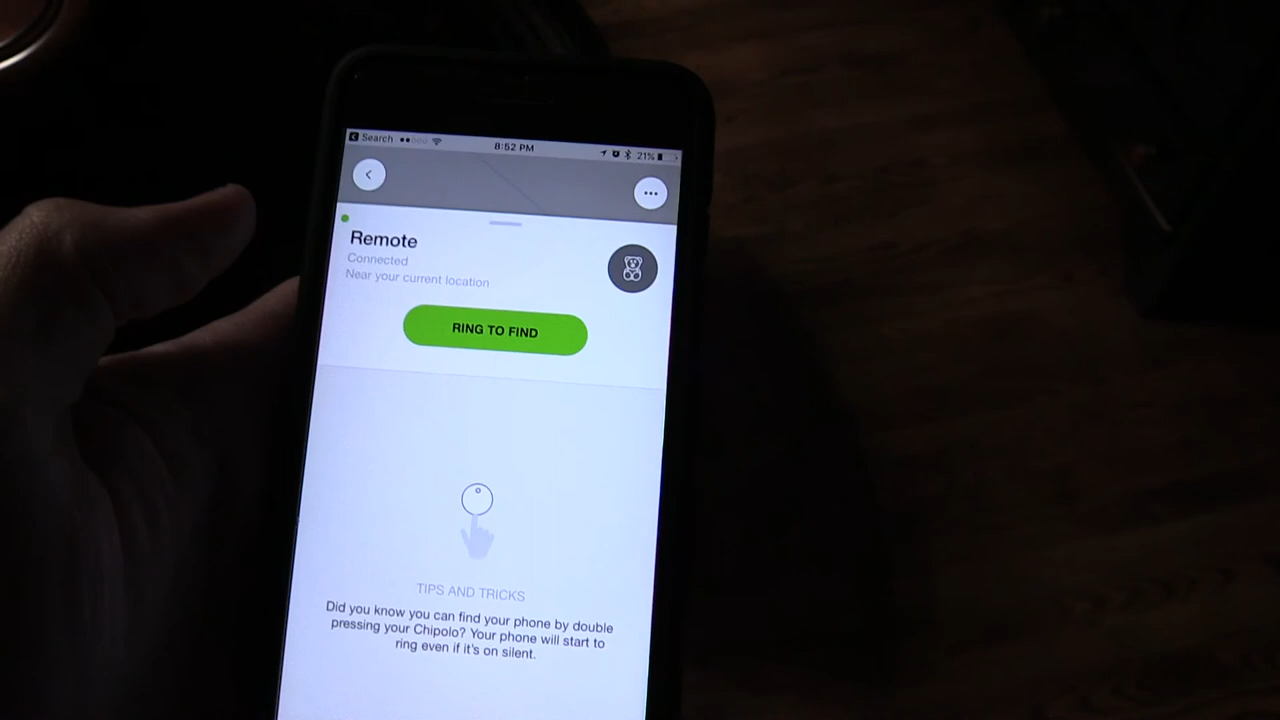 Search 8:52 PM 21%
Remote
Connected
Near your current location
RING TO FIND
TIPS AND TRICKS
Did you know you can find your phone by double
pressing your Chipolo? Your phone will start to
ring even if it's on silent.